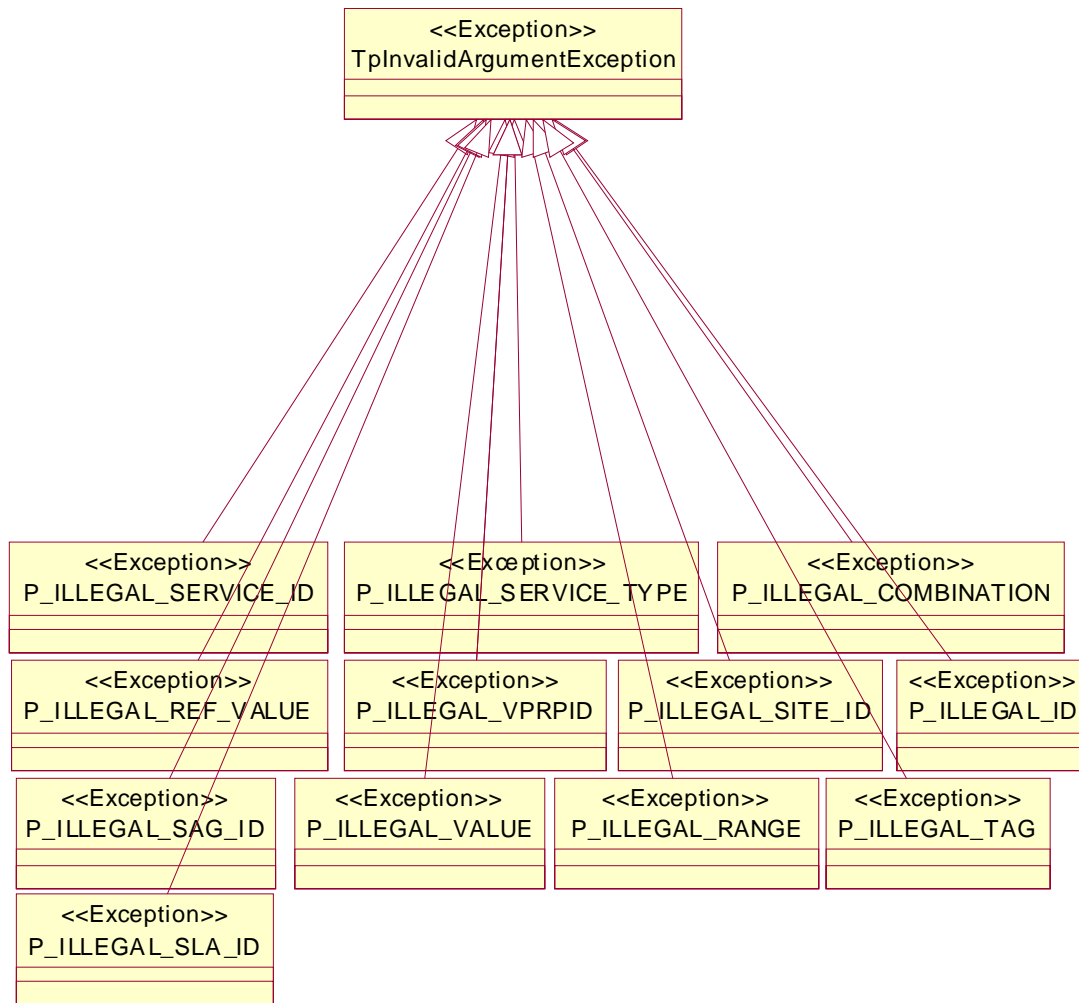 <<Exception>>
TpInvalidArgumentException
<<Exception>>
P_ILLEGAL_SERVICE_ID
<<Exception>>
P_ILLEGAL_SERVICE_TYPE
<<Exception>>
P_ILLEGAL_COMBINATION
<<Exception>>
P_ILLEGAL_REF_VALUE
<<Exception>>
P_ILLEGAL_VPRPID
<<Exception>>
P_ILLEGAL_SITE_ID
<<Exception>>
P_ILLEGAL_ID
<<Exception>>
P_ILLEGAL_SAG_ID
<<Exception>>
P_ILLEGAL_VALUE
<<Exception>>
P_ILLEGAL_RANGE
<<Exception>>
P_ILLEGAL_TAG
<<Exception>>
P_ILLEGAL_SLA_ID